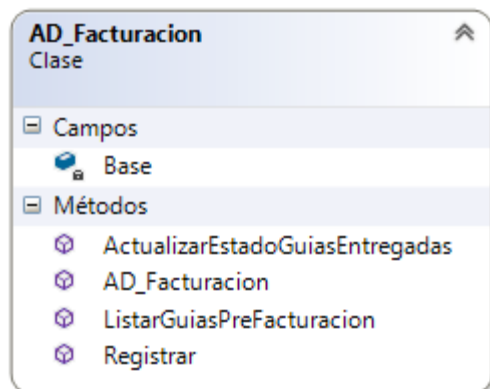 AD_Facturacion
Clase
Campos
Base
Métodos
ActualizarEstadoGuiasEntregadas
AD_Facturacion
ListarGuiasPreFacturacion
Registrar